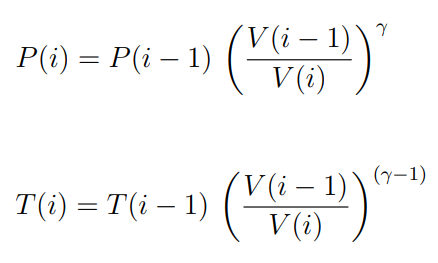 P(i) = P(i − 1) (V(i − 1) / V(i))^γ
T(i) = T(i − 1) (V(i − 1) / V(i))^(γ−1)